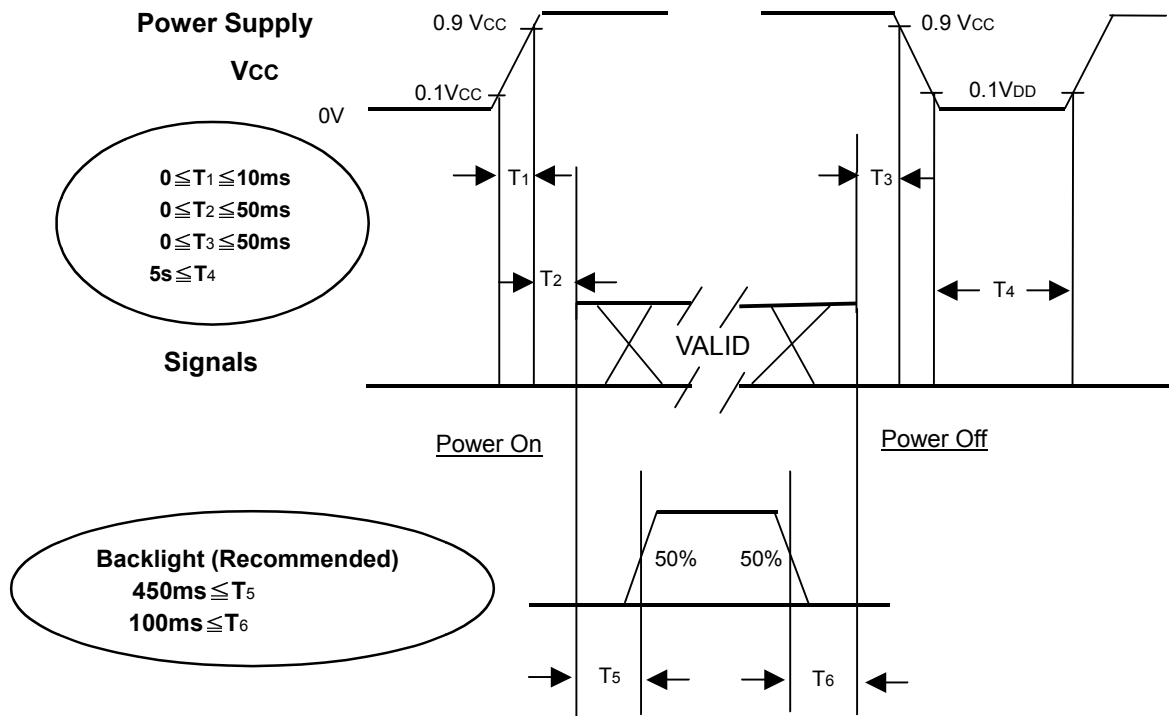 Power Supply
VCC
0.9 VCC
0.1VCC
0V
0.9 VCC
0.1VDD
0≦T1≦10ms
0≦T2≦50ms
0≦T3≦50ms
5s≦T4
T1
T3
T2
T4
Signals
VALID
Power On
Power Off
Backlight (Recommended)
450ms≦T5
100ms≦T6
50%
50%
T5
T6